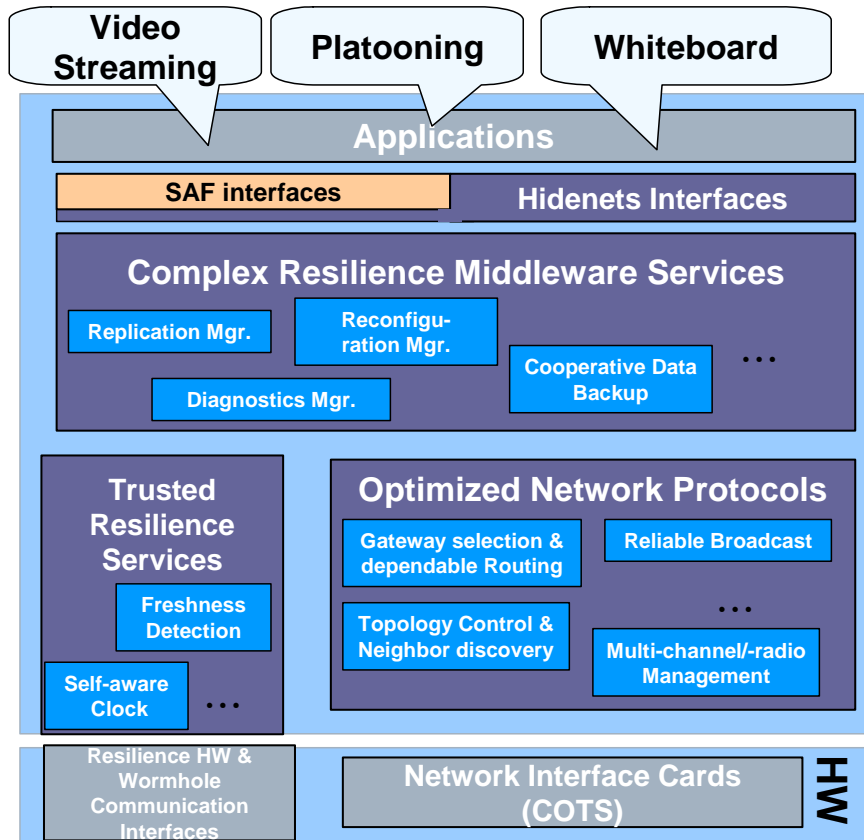 Video
Streaming
Platooning
Whiteboard
Applications
SAF interfaces
Hidenets Interfaces
Complex Resilience Middleware Services
Replication Mgr.
Reconfigu-
ration Mgr.
Diagnostics Mgr.
Cooperative Data
Backup
...
Trusted
Resilience
Services
Freshness
Detection
Self-aware
Clock
...
Optimized Network Protocols
Gateway selection &
dependable Routing
Reliable Broadcast
Topology Control &
Neighbor discovery
...
Multi-channel/-radio
Management
Resilience HW &
Wormhole
Communication
Interfaces
Network Interface Cards
(COTS)
HW